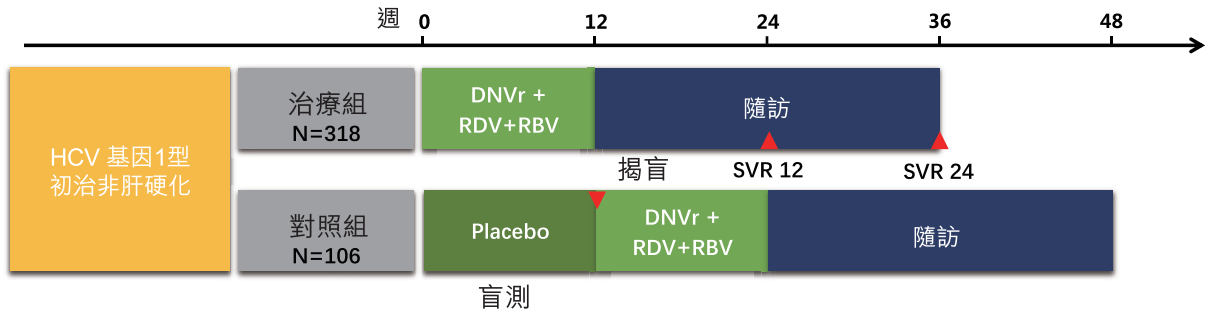 週 0 12 24 36 48
HCV 基因1型
初治非肝硬化
治療組
N=318
DNVr +
RDV+RBV
隨訪
SVR 12
SVR 24
揭盲
對照組
N=106
Placebo
DNVr +
RDV+RBV
隨訪
盲測